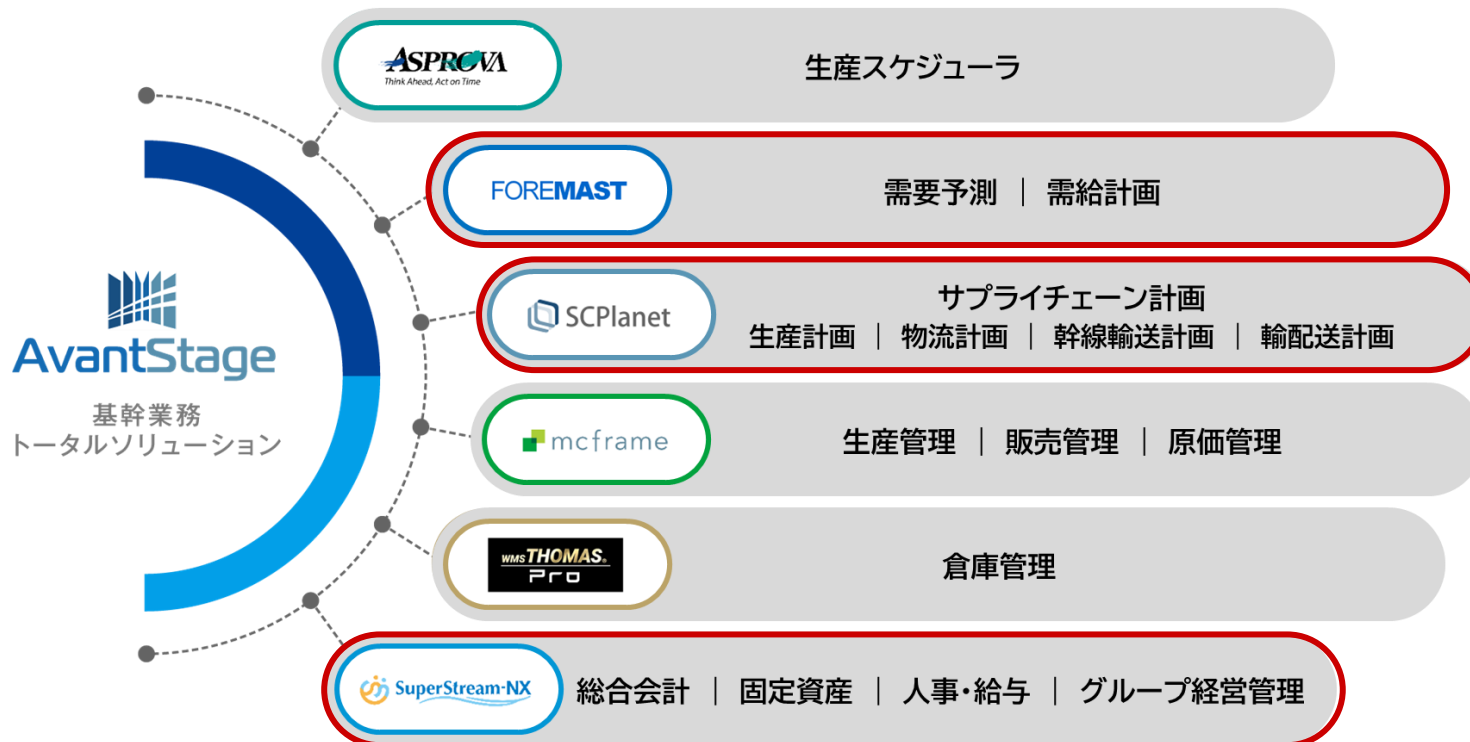 ASPROVA
Think Ahead, Act on Time
生産スケジューラ
FOREMAST
需要予測 | 需給計画
SCPlanet
サプライチェーン計画
生産計画 | 物流計画 | 幹線輸送計画 | 輸配送計画
AvantStage
基幹業務
トータルソリューション
mcframe
生産管理 | 販売管理 | 原価管理
WMS THOMAS®
Pro
倉庫管理
SuperStream-NX
総合会計 | 固定資産 | 人事・給与 | グループ経営管理